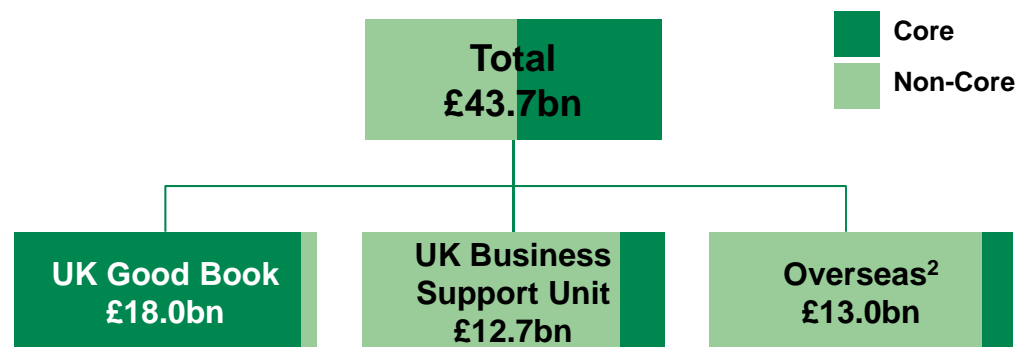 Total
£43.7bn
Core
Non-Core
UK Good Book
£18.0bn
UK Business
Support Unit
£12.7bn
Overseas²
£13.0bn